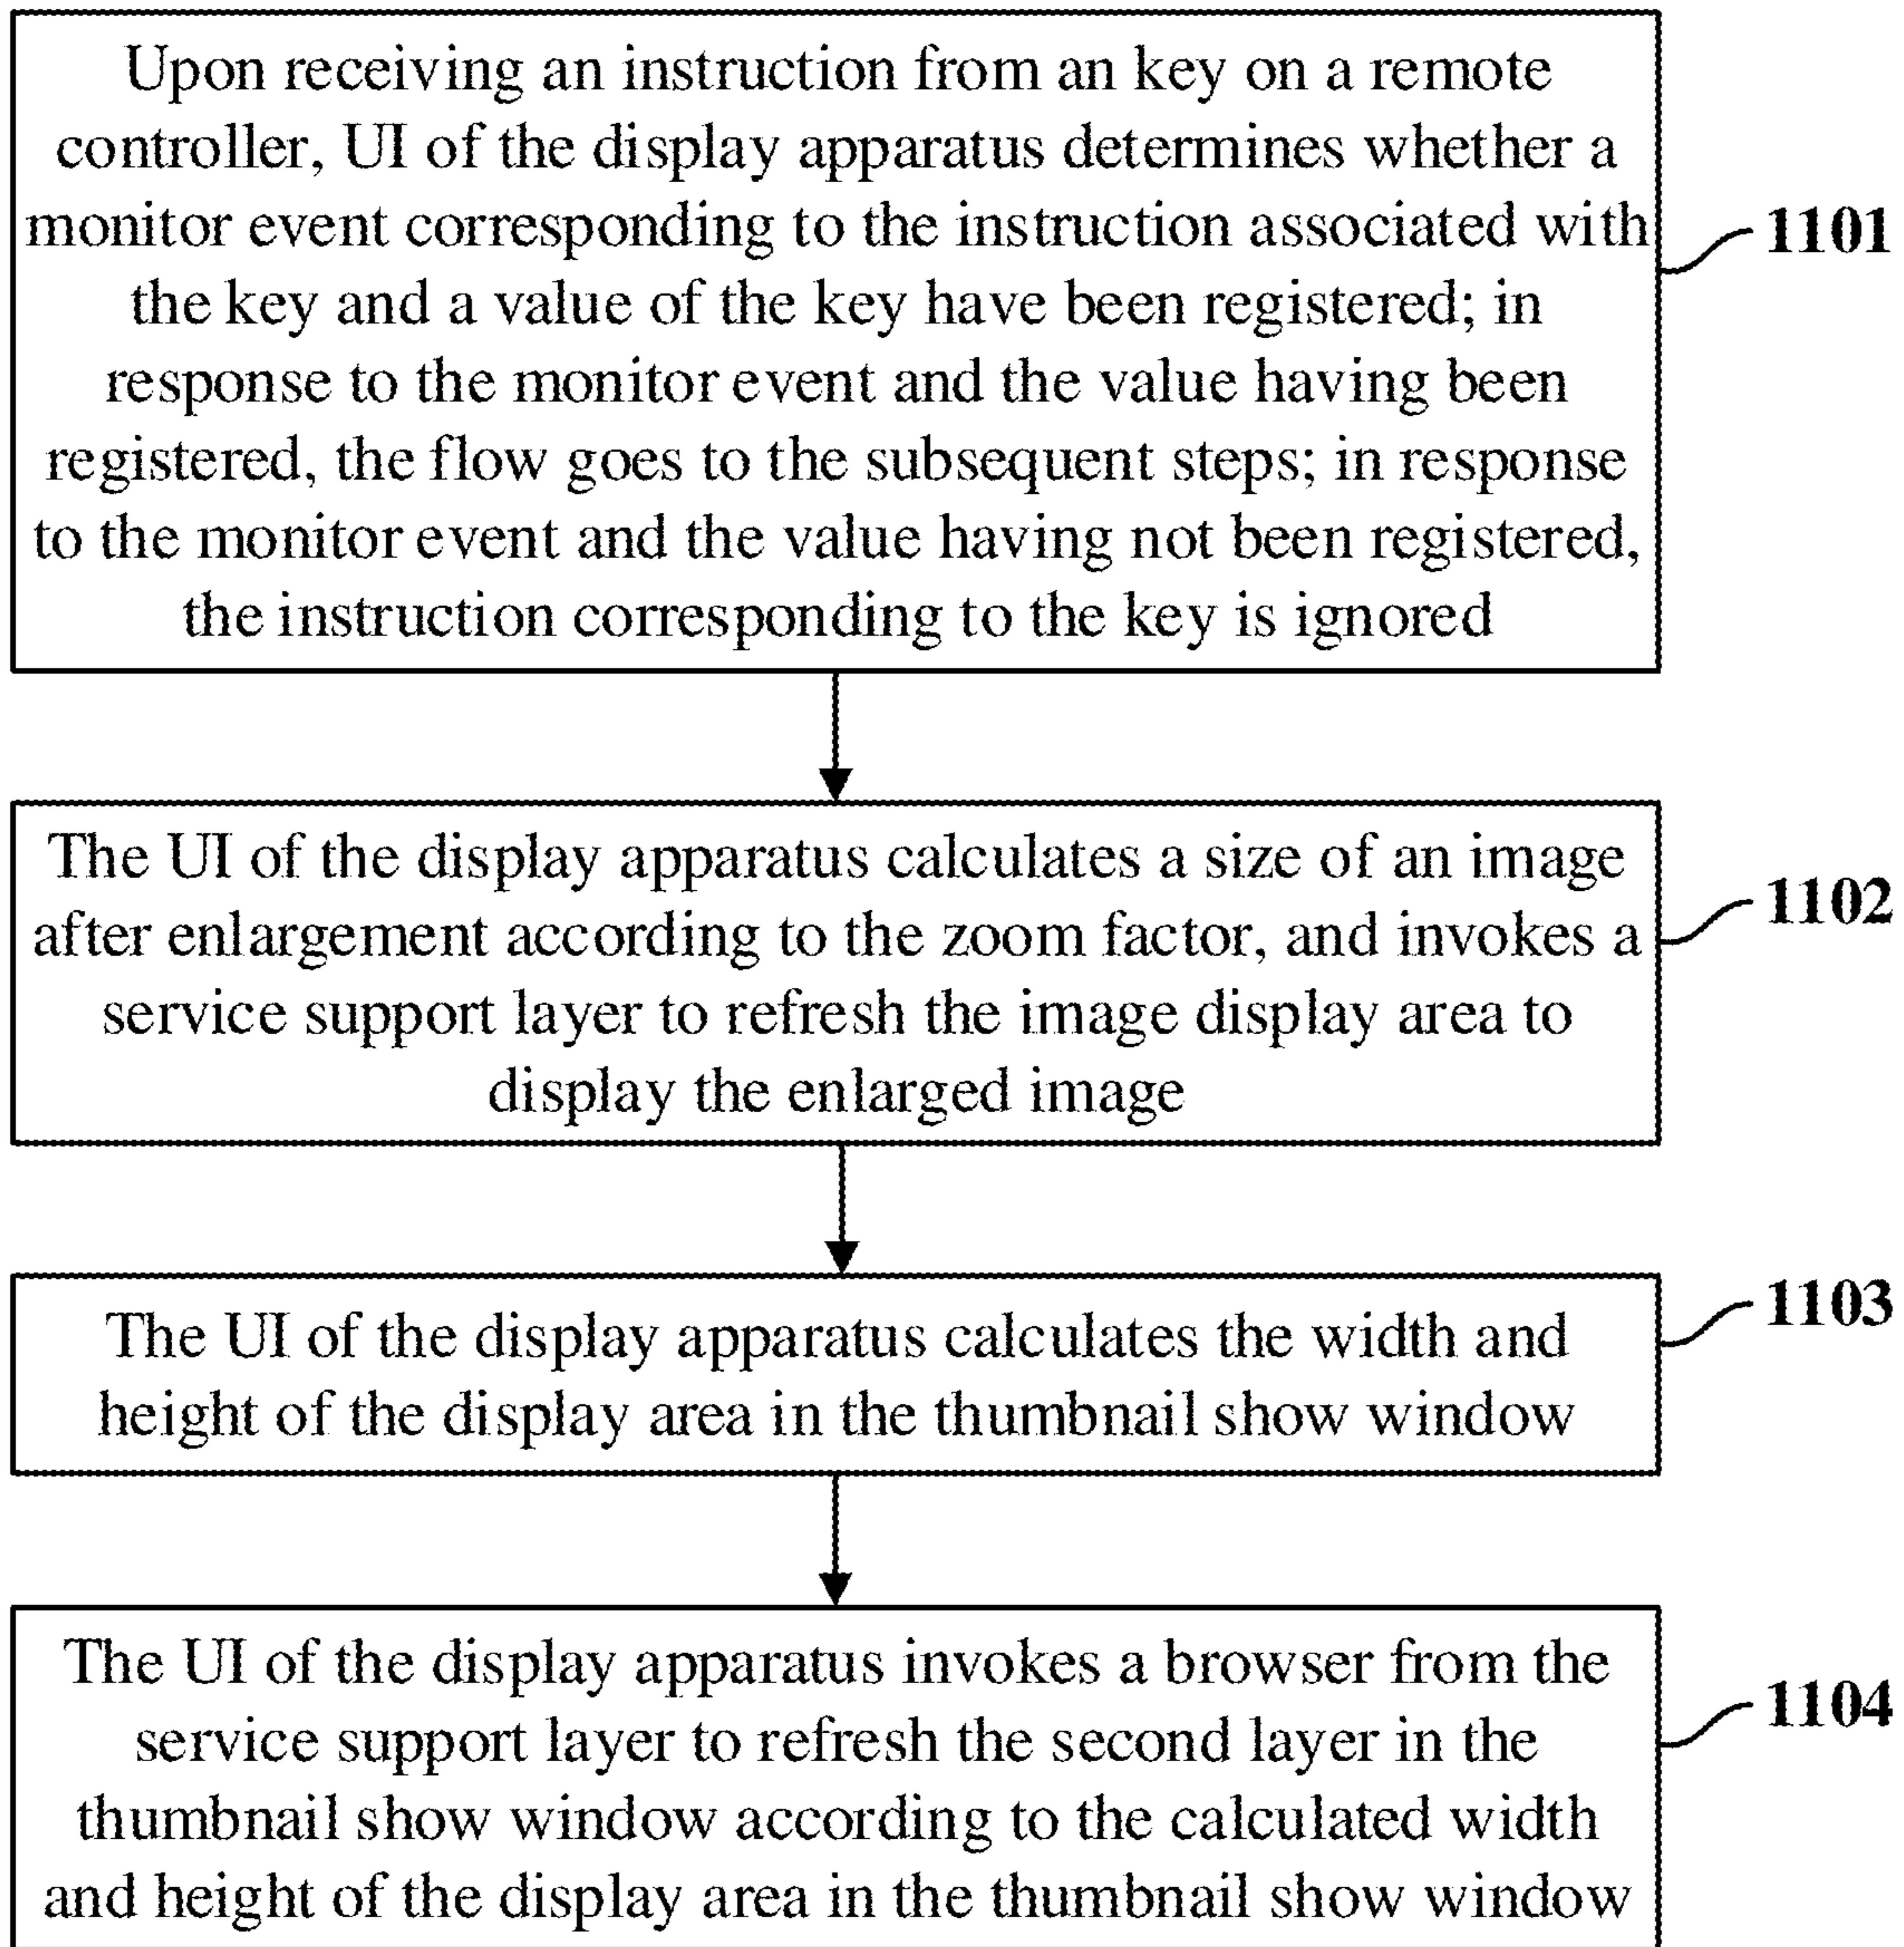 Upon receiving an instruction from an key on a remote
controller, UI of the display apparatus determines whether a
monitor event corresponding to the instruction associated with
the key and a value of the key have been registered; in
response to the monitor event and the value having been
registered, the flow goes to the subsequent steps; in response
to the monitor event and the value having not been registered,
the instruction corresponding to the key is ignored
1101
The UI of the display apparatus calculates a size of an image
after enlargement according to the zoom factor, and invokes a
service support layer to refresh the image display area to
display the enlarged image
1102
The UI of the display apparatus calculates the width and
height of the display area in the thumbnail show window
1103
The UI of the display apparatus invokes a browser from the
service support layer to refresh the second layer in the
thumbnail show window according to the calculated width
and height of the display area in the thumbnail show window
1104